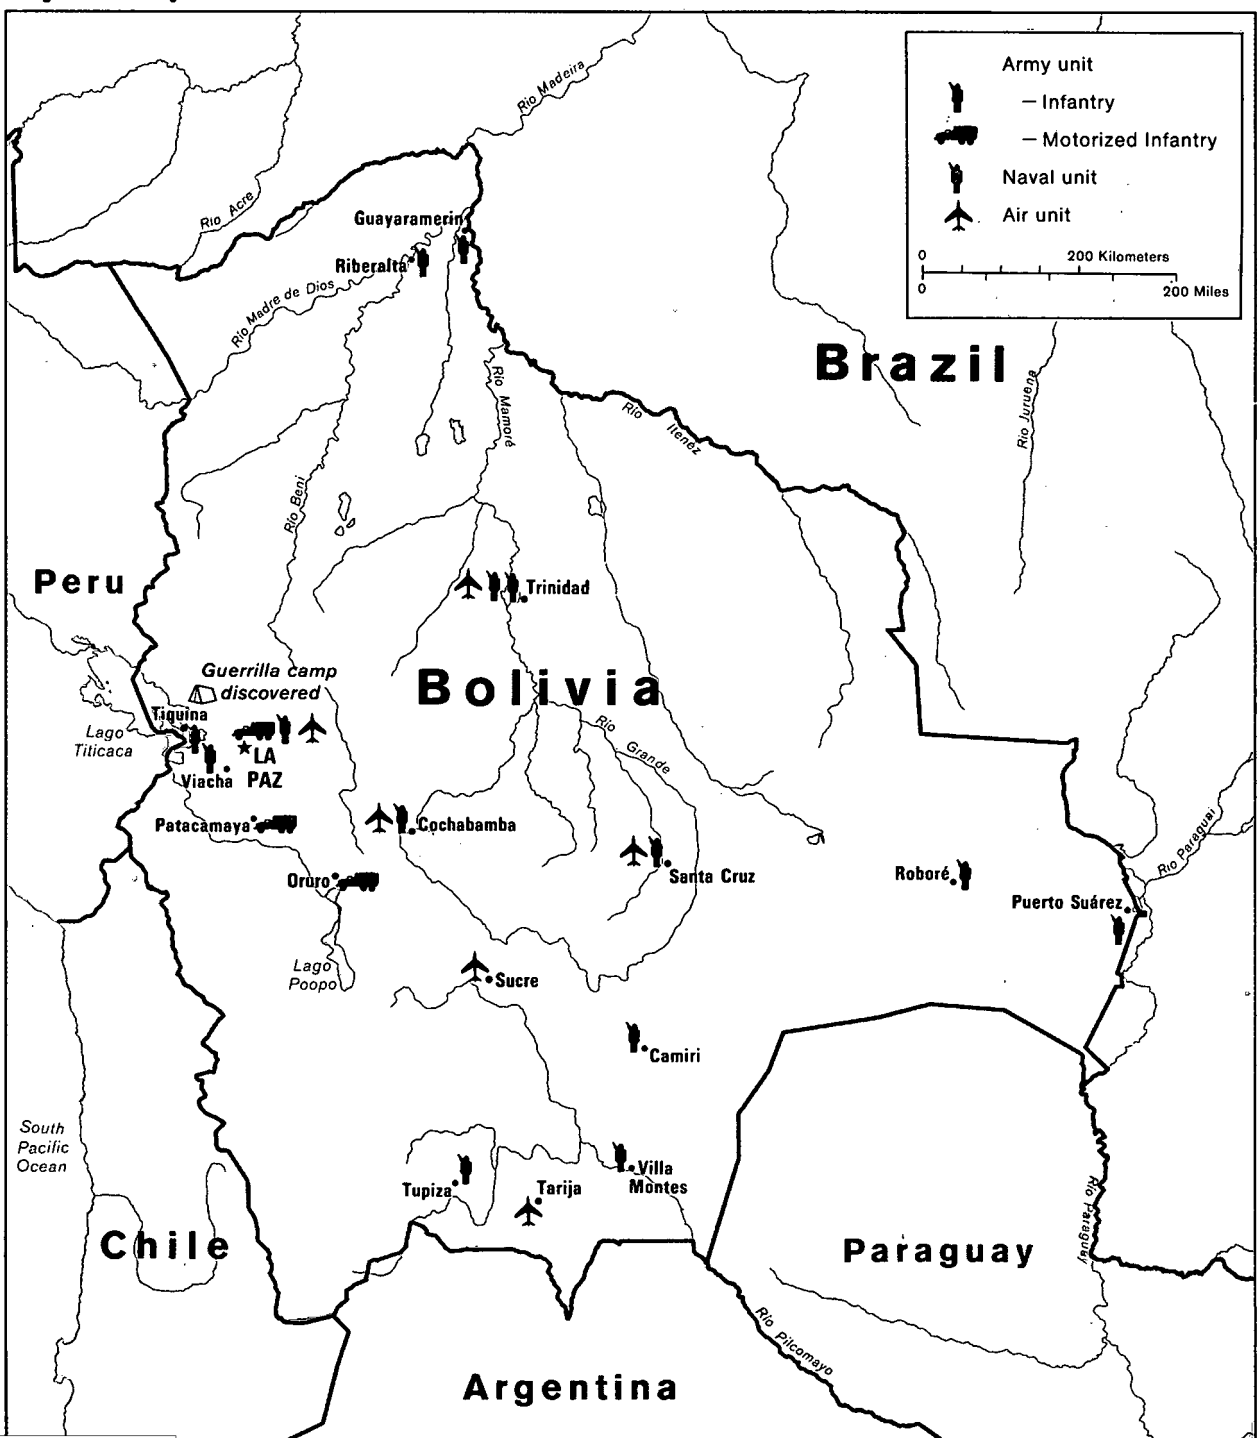 Army unit
– Infantry
– Motorized Infantry
Naval unit
Air unit
0 200 Kilometers
0 200 Miles
Río Madeira
Río Acre
Guayaramerin
Riberalta
Río Madre de Dios
Brazil
Río Mamoré
Río Itenéz
Río Juruena
Río Beni
Peru
Trinidad
Guerrilla camp
discovered
Bolivia
Tiquina
Lago
Titicaca
LA
PAZ
Viacha
Río Grande
Patacamaya
Cochabamba
Santa Cruz
Oruro
Roboré
Río Paraguai
Puerto Suárez
Lago
Poopo
Sucre
Camiri
South
Pacific
Ocean
Villa
Montes
Tupiza
Tarija
Río Paraguay
Chile
Paraguay
Río Pilcomayo
Argentina